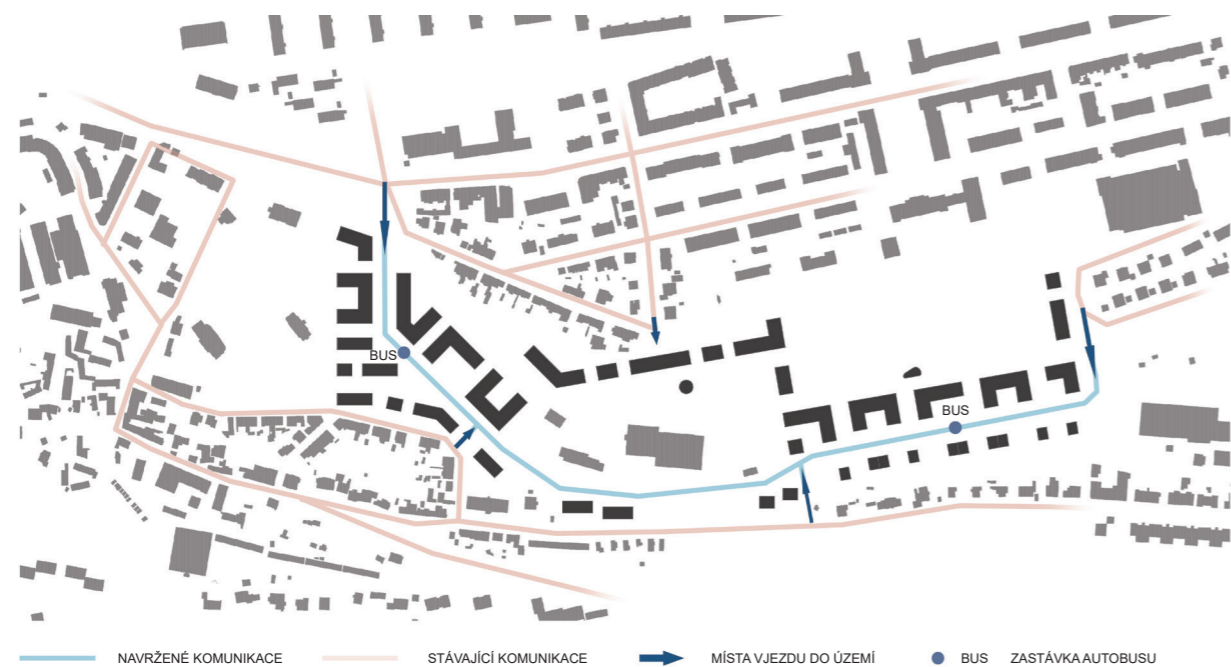 BUS
BUS
NAVRŽENÉ KOMUNIKACE
STÁVAJÍCÍ KOMUNIKACE
MÍSTA VJEZDU DO ÚZEMÍ
BUS ZASTÁVKA AUTOBUSU